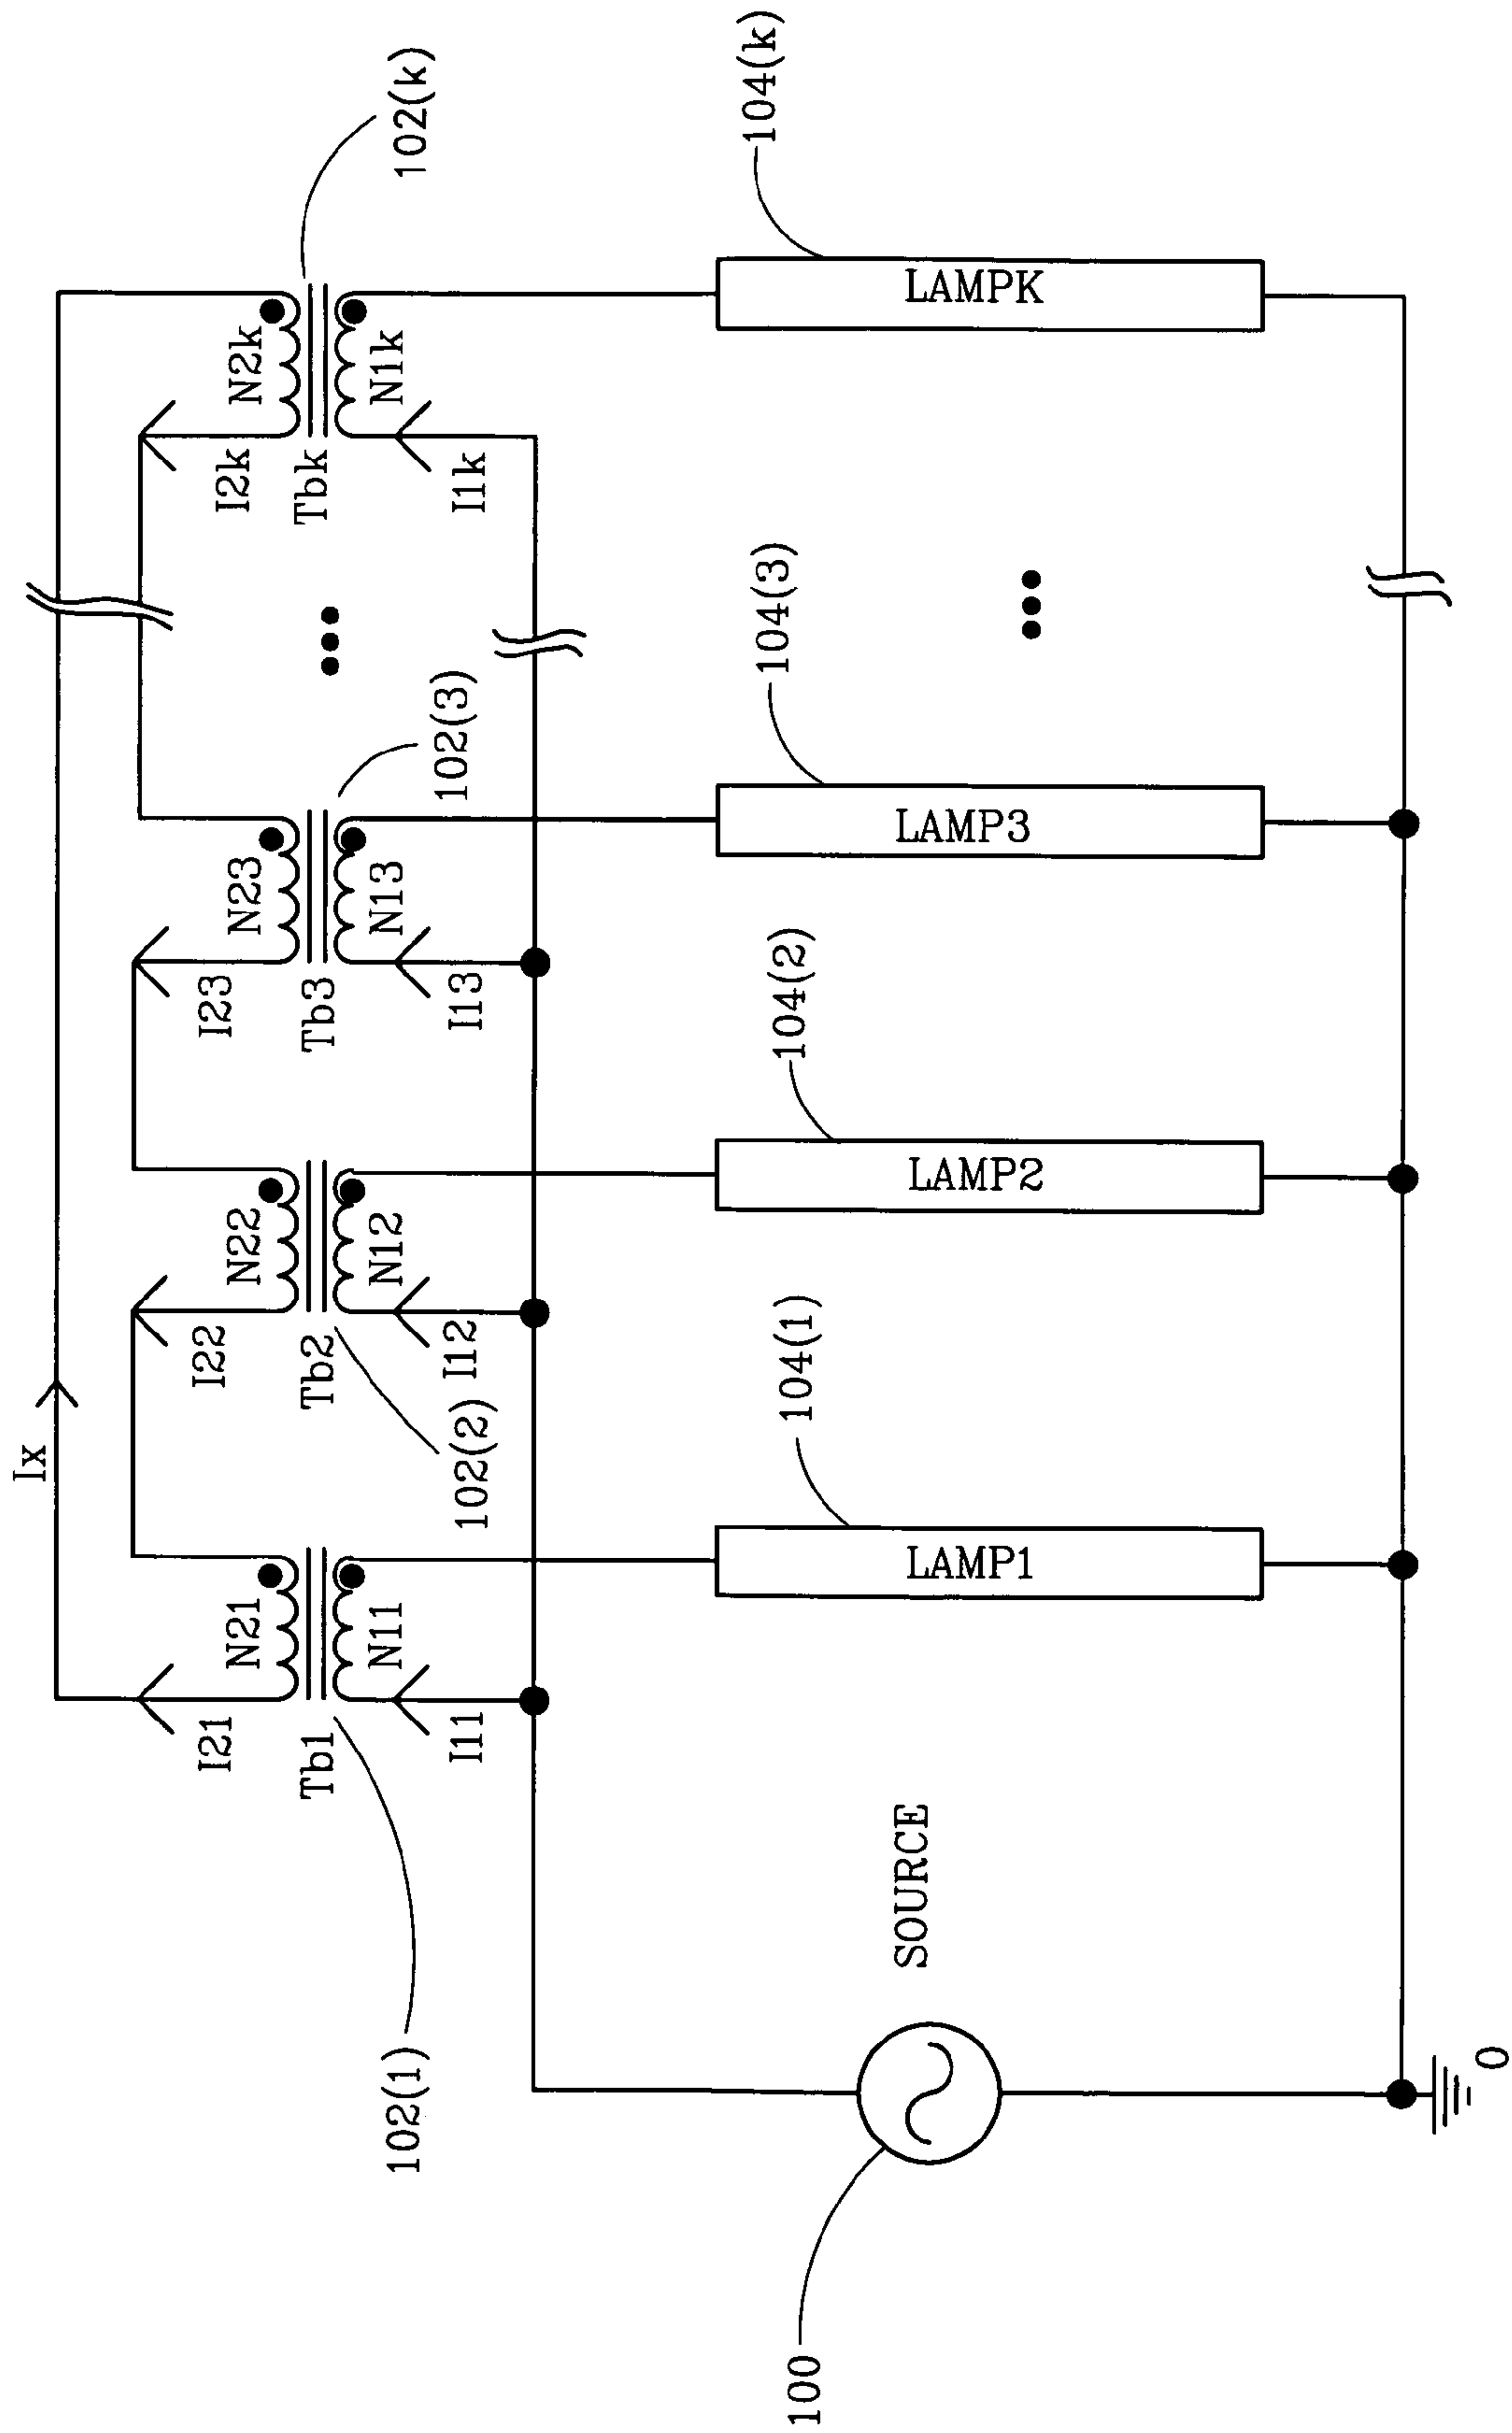 Ix
I21
I22
I23
I2k
N21
N22
N23
N2k
Tb1
Tb2
Tb3
Tbk
N11
N12
N13
N1k
102(1)
102(2)
102(3)
102(k)
I11
I12
I13
I1k
100
104(1)
104(2)
104(3)
104(k)
SOURCE
LAMP1
LAMP2
LAMP3
LAMPK
0